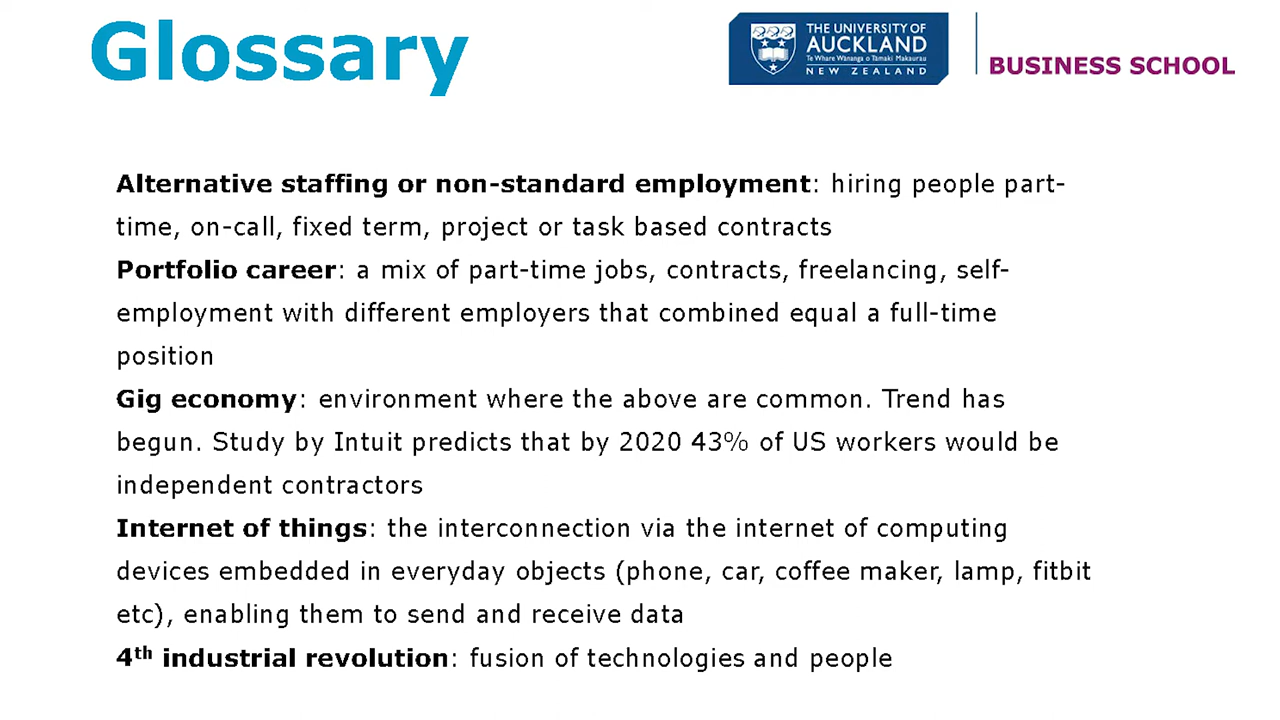 Glossary
THE UNIVERSITY OF
AUCKLAND
Te Whare Wānanga o Tāmaki Makaurau
NEW ZEALAND
BUSINESS SCHOOL
Alternative staffing or non-standard employment: hiring people part-
time, on-call, fixed term, project or task based contracts
Portfolio career: a mix of part-time jobs, contracts, freelancing, self-
employment with different employers that combined equal a full-time
position
Gig economy: environment where the above are common. Trend has
begun. Study by Intuit predicts that by 2020 43% of US workers would be
independent contractors
Internet of things: the interconnection via the internet of computing
devices embedded in everyday objects (phone, car, coffee maker, lamp, fitbit
etc), enabling them to send and receive data
4th industrial revolution: fusion of technologies and people